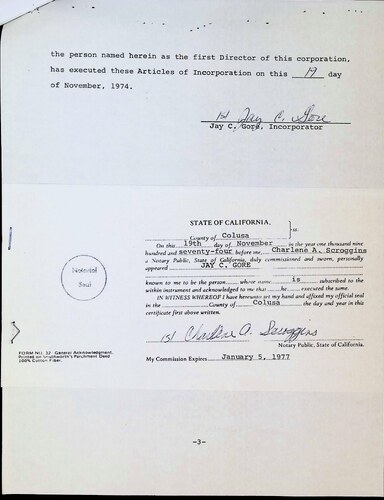 the person named herein as the first Director of this corporation,
has executed these Articles of Incorporation on this 19 day
of November, 1974.
/s/ Jay C. Gore
Jay C. Gore, Incorporator
STATE OF CALIFORNIA,
County of Colusa } ss.
On this 19th day of November in the year one thousand nine
hundred and seventy-four before me, Charlene A. Scroggins
a Notary Public, State of California, duly commissioned and sworn, personally
appeared JAY C. GORE
known to me to be the person whose name is subscribed to the
within instrument and acknowledged to me that he executed the same.
IN WITNESS WHEREOF I have hereunto set my hand and affixed my official seal
in the County of Colusa the day and year in this
certificate first above written.
Notarial
Seal
/s/ Charlene A. Scroggins
Notary Public, State of California.
FORM NO. 32 General Acknowledgment.
Printed on Southworth's Parchment Deed
100% Cotton Fiber.
My Commission Expires January 5, 1977
-3-